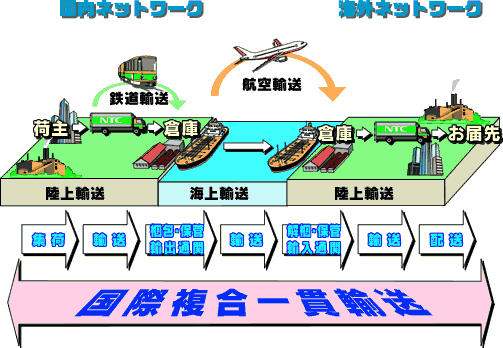 国内ネットワーク
海外ネットワーク
鉄道輸送
航空輸送
荷主
NTC
倉庫
倉庫
NTC
お届先
陸上輸送
海上輸送
陸上輸送
集荷
輸送
梱包・保管
輸出通関
輸送
解梱・保管
輸入通関
輸送
配送
国際複合一貫輸送